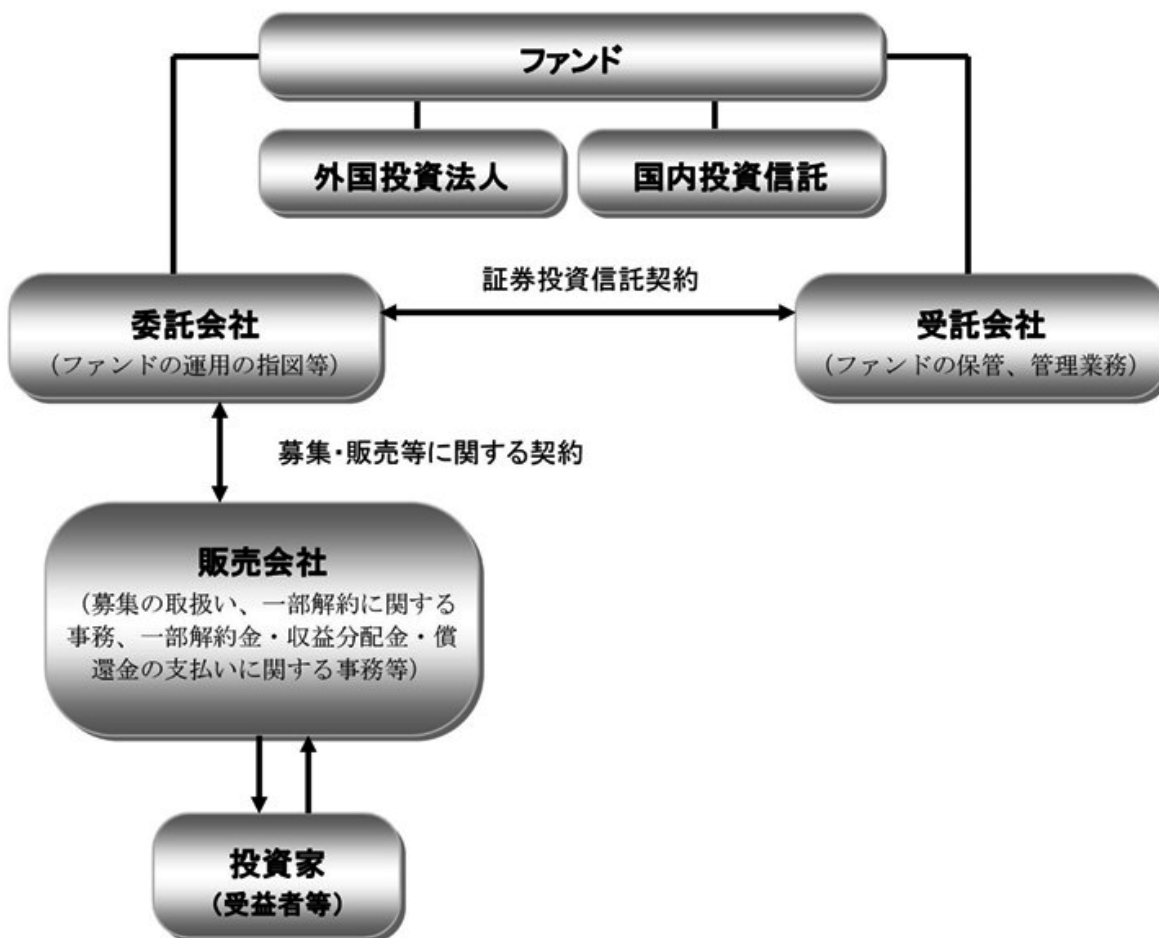 ファンド
外国投資法人
国内投資信託
証券投資信託契約
委託会社
（ファンドの運用の指図等）
受託会社
（ファンドの保管、管理業務）
募集・販売等に関する契約
販売会社
（募集の取扱い、一部解約に関する
事務、一部解約金・収益分配金・償
還金の支払いに関する事務等）
投資家
（受益者等）